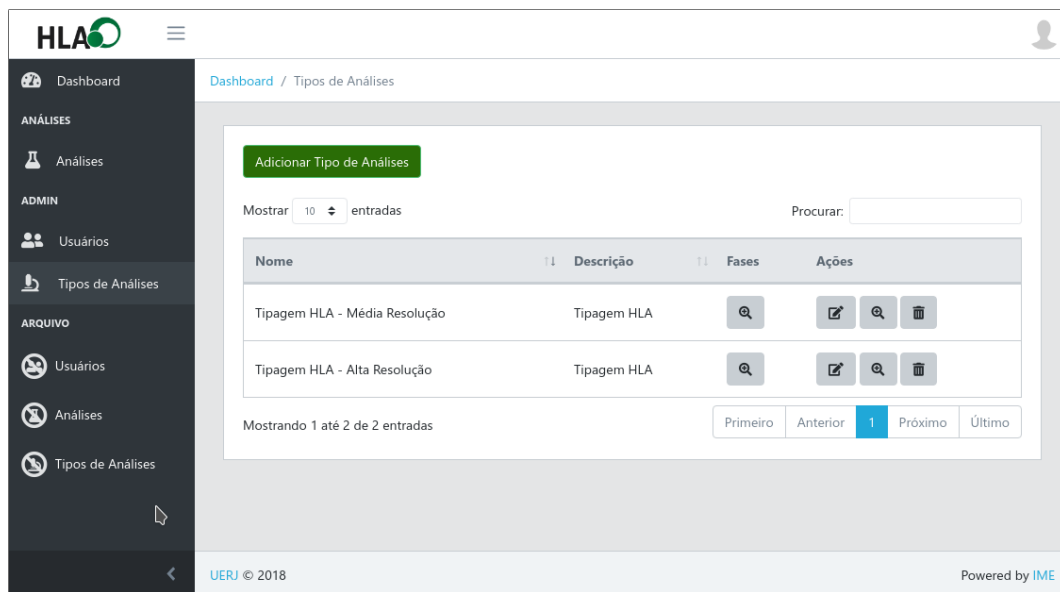 HLA
Dashboard
Dashboard / Tipos de Análises
ANÁLISES
Análises
ADMIN
Usuários
Tipos de Análises
ARQUIVO
Usuários
Análises
Tipos de Análises
Adicionar Tipo de Análises
Mostrar 10 entradas
Procurar:
Nome Descrição Fases Ações
Tipagem HLA - Média Resolução Tipagem HLA
Tipagem HLA - Alta Resolução Tipagem HLA
Mostrando 1 até 2 de 2 entradas
Primeiro Anterior 1 Próximo Último
UERJ © 2018
Powered by IME